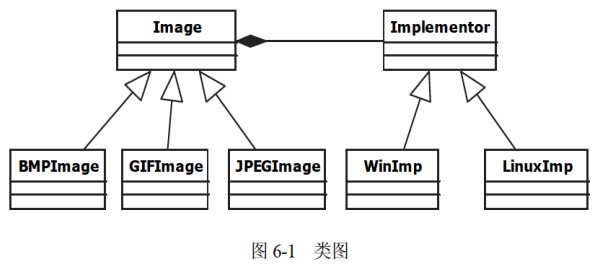 Image
Implementor
BMPImage
GIFImage
JPEGImage
WinImp
LinuxImp
图 6-1 类图